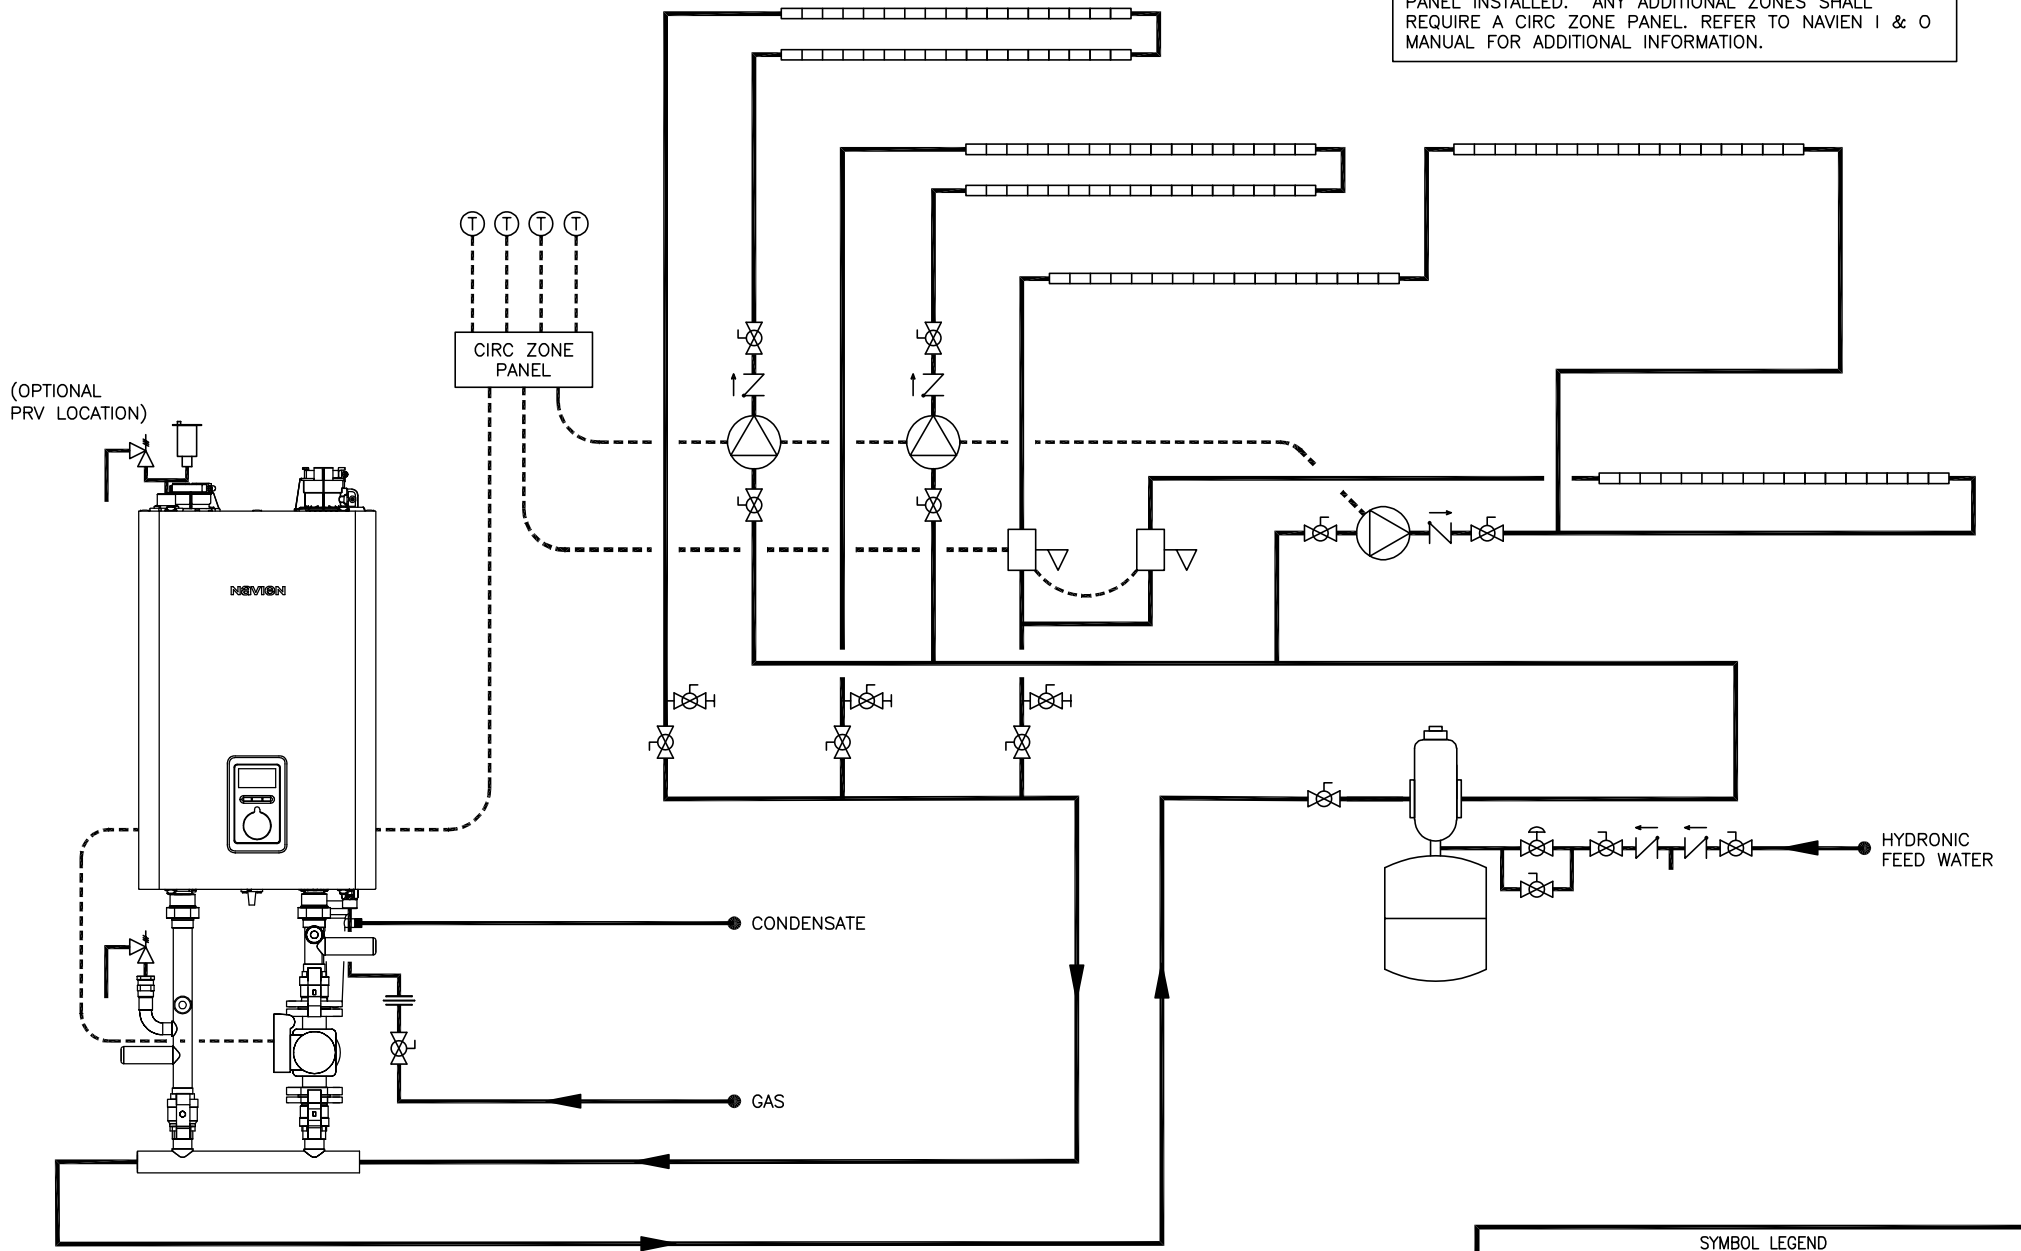 PANEL INSTALLED. ANY ADDITIONAL ZONES SHALL
REQUIRE A CIRC ZONE PANEL. REFER TO NAVIEN I & O
MANUAL FOR ADDITIONAL INFORMATION.
T T T T
CIRC ZONE
PANEL
(OPTIONAL
PRV LOCATION)
NAVIEN
HYDRONIC
FEED WATER
CONDENSATE
GAS
SYMBOL LEGEND